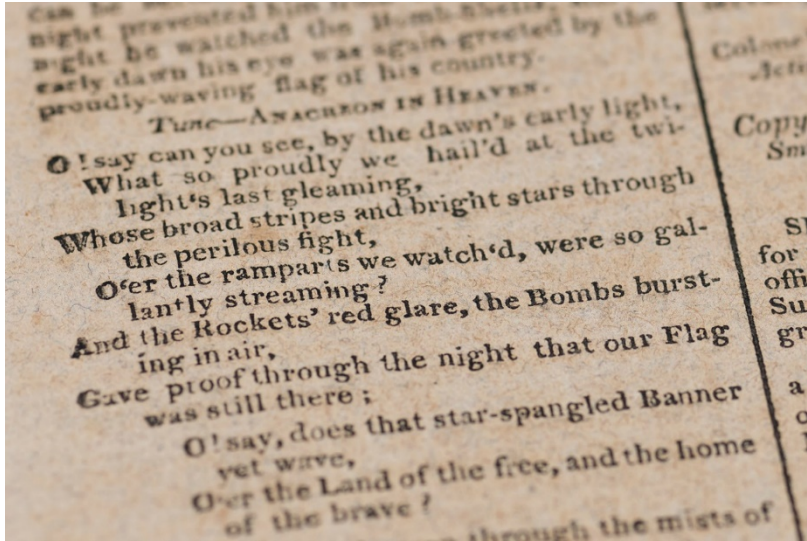 night prevented him
night he watched the Bomb-Shells,
early dawn his eye was again greeted by the
proudly-waving flag of his country.
Tune—ANACREON IN HEAVEN.
O! say can you see, by the dawn's early light,
What so proudly we hail'd at the twi-
light's last gleaming,
Whose broad stripes and bright stars through
the perilous fight,
O'er the ramparts we watch'd, were so gal-
lantly streaming?
And the Rockets' red glare, the Bombs burst-
ing in air,
Gave proof through the night that our Flag
was still there;
O! say, does that star-spangled Banner
yet wave,
O'er the Land of the free, and the home
of the brave?
through the mists of
Copy
Sm
for
offi
Su
gr
a